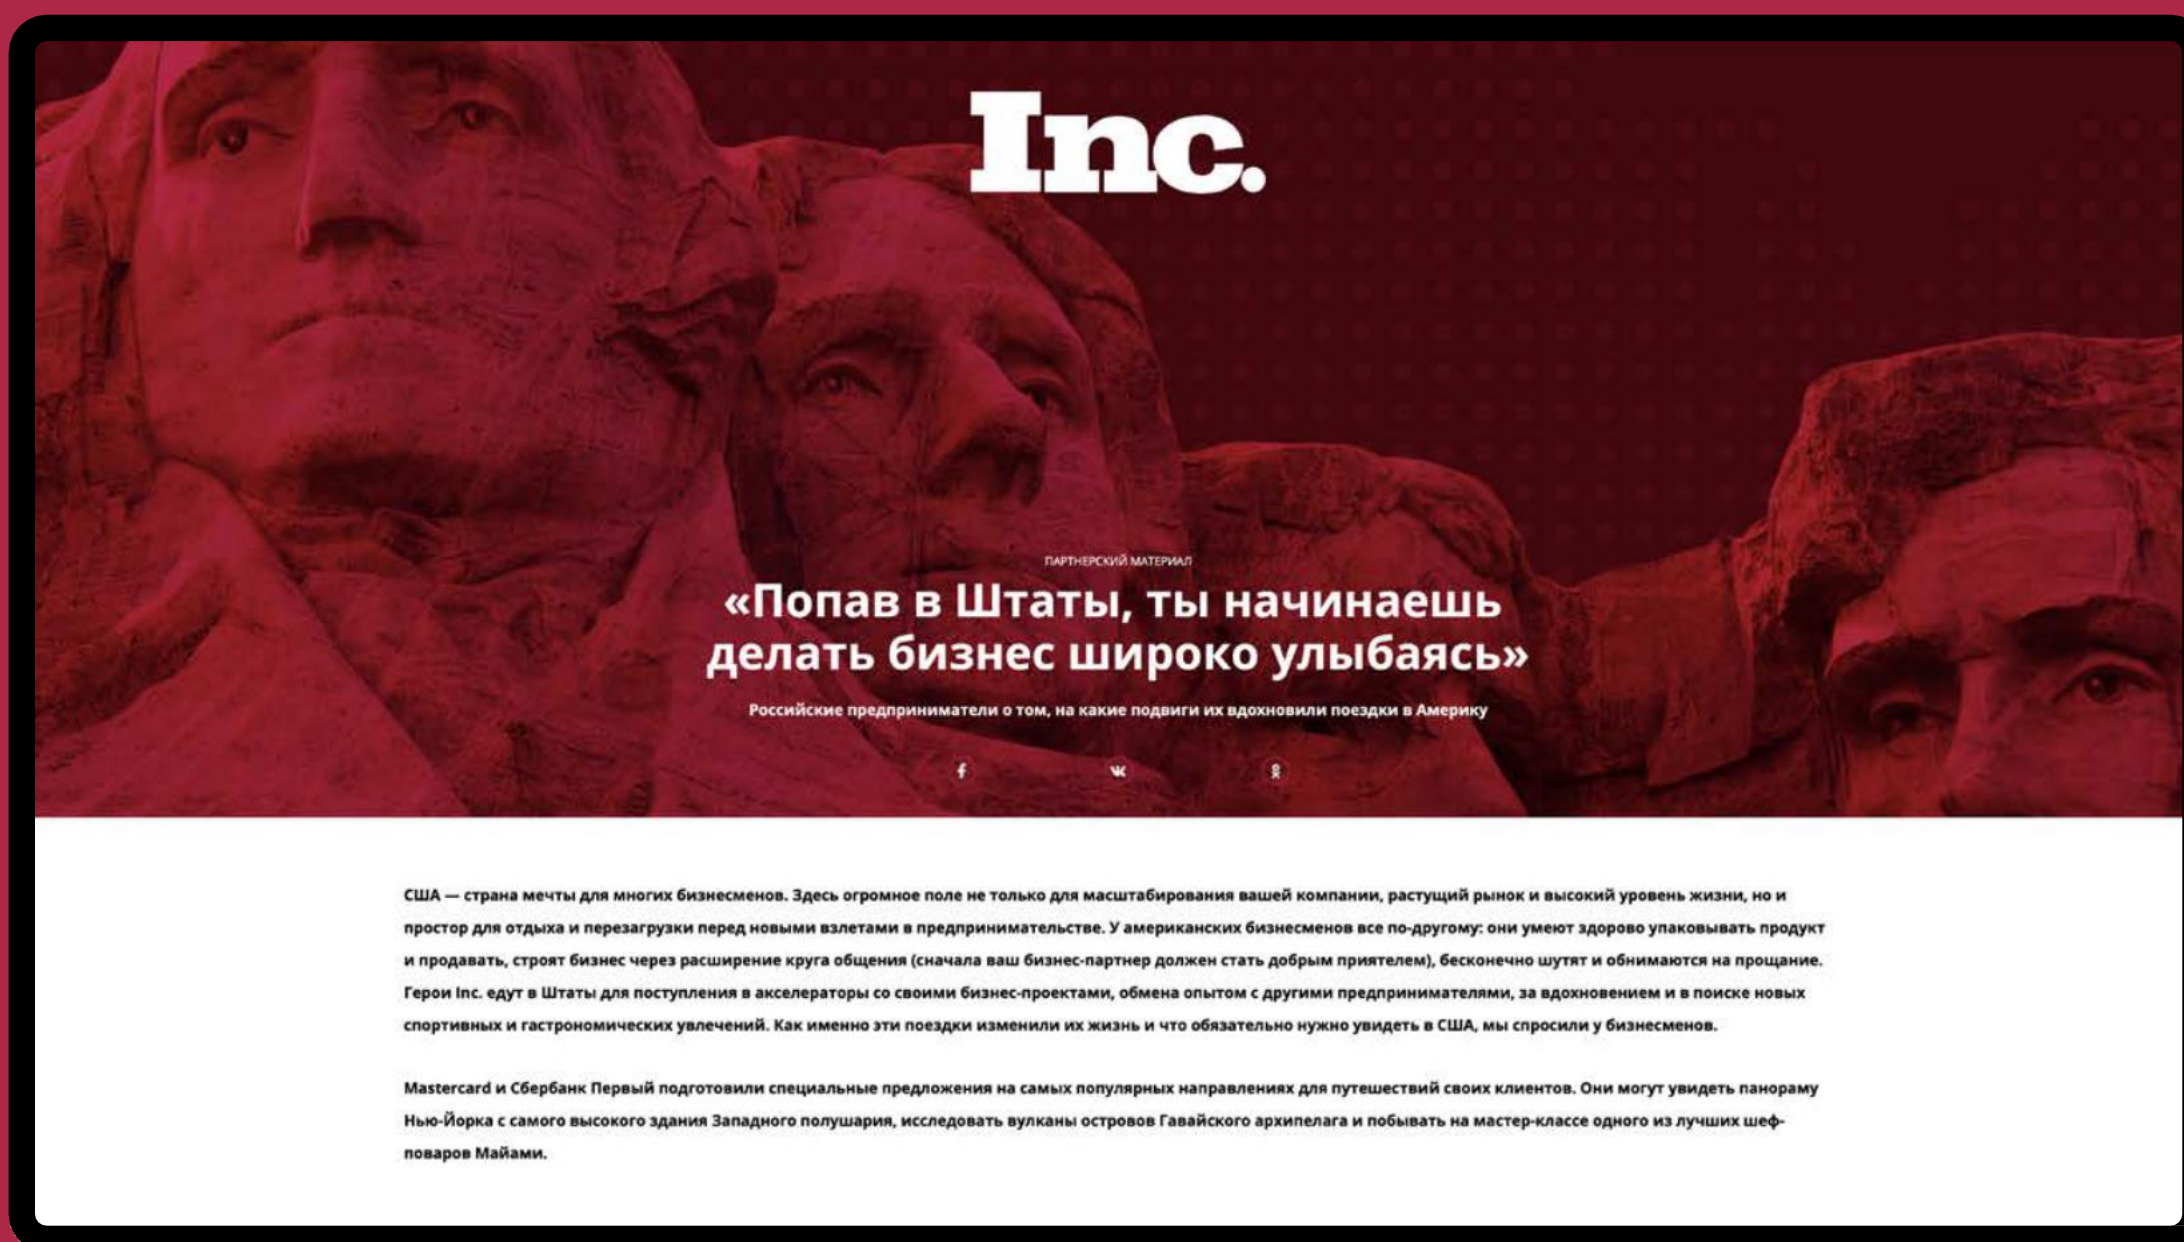 Inc.
ПАРТНЕРСКИЙ МАТЕРИАЛ
«Попав в Штаты, ты начинаешь
делать бизнес широко улыбаясь»
Российские предприниматели о том, на какие подвиги их вдохновили поездки в Америку
США — страна мечты для многих бизнесменов. Здесь огромное поле не только для масштабирования вашей компании, растущий рынок и высокий уровень жизни, но и
простор для отдыха и перезагрузки перед новыми взлетами в предпринимательстве. У американских бизнесменов все по-другому: они умеют здорово упаковывать продукт
и продавать, строят бизнес через расширение круга общения (сначала ваш бизнес-партнер должен стать добрым приятелем), бесконечно шутят и обнимаются на прощание.
Герои Inc. едут в Штаты для поступления в акселераторы со своими бизнес-проектами, обмена опытом с другими предпринимателями, за вдохновением и в поиске новых
спортивных и гастрономических увлечений. Как именно эти поездки изменили их жизнь и что обязательно нужно увидеть в США, мы спросили у бизнесменов.
Mastercard и Сбербанк Первый подготовили специальные предложения на самых популярных направлениях для путешествий своих клиентов. Они могут увидеть панораму
Нью-Йорка с самого высокого здания Западного полушария, исследовать вулканы островов Гавайского архипелага и побывать на мастер-классе одного из лучших шеф-
поваров Майами.